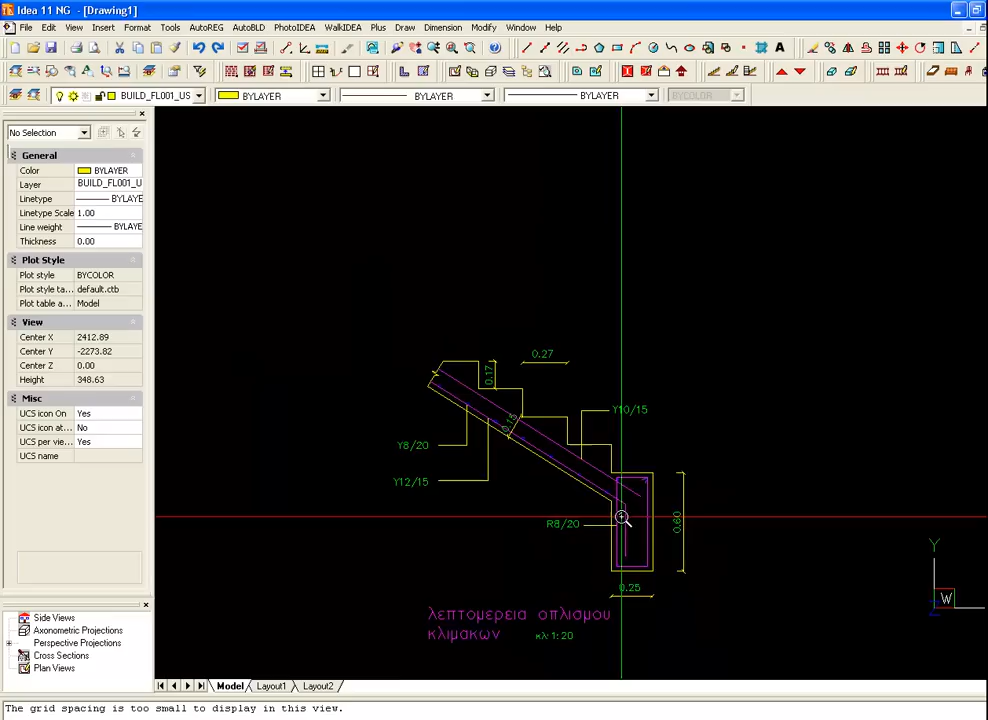 Idea 11 NG - [Drawing1]
File Edit View Insert Format Tools AutoREG AutoBLD PhotoIDEA WalkIDEA Plus Draw Dimension Modify Window Help
BUILD_FL001_US BYLAYER BYLAYER BYLAYER BYCOLOR
No Selection
General
Color BYLAYER
Layer BUILD_FL001_U
Linetype BYLAYE
Linetype Scale 1.00
Line weight BYLAYE
Thickness 0.00
Plot Style
Plot style BYCOLOR
Plot style ta... default.ctb
Plot table a... Model
View
Center X 2412.89
Center Y -2273.82
Center Z 0.00
Height 348.63
Misc
UCS icon On Yes
UCS icon at... No
UCS per vie... Yes
UCS name
Side Views
Axonometric Projections
Perspective Projections
Cross Sections
Plan Views
0.27
0.17
0.15
Y10/15
Y8/20
Y12/15
R8/20
0.60
0.25
λεπτομερεια οπλισμου
κλιμακων κλ: 1: 20
Y
W
Z
Model Layout1 Layout2
The grid spacing is too small to display in this view.